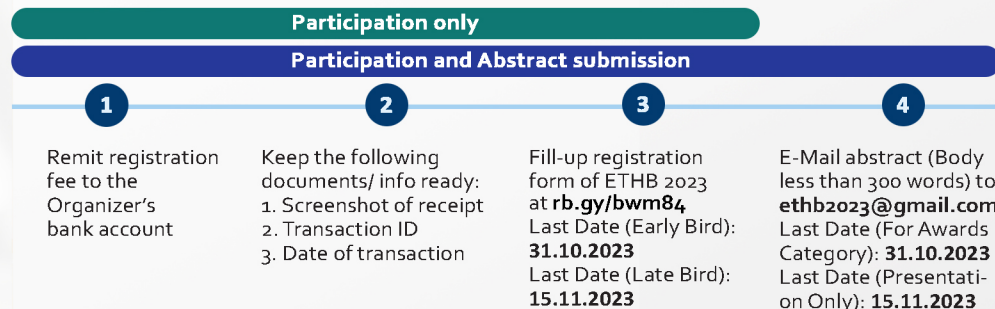 Participation only
Participation and Abstract submission
1
Remit registration
fee to the
Organizer's
bank account
2
Keep the following
documents/ info ready:
1. Screenshot of receipt
2. Transaction ID
3. Date of transaction
3
Fill-up registration
form of ETHB 2023
at rb.gy/bwm84
Last Date (Early Bird):
31.10.2023
Last Date (Late Bird):
15.11.2023
4
E-Mail abstract (Body
less than 300 words) to
ethb2023@gmail.com
Last Date (For Awards
Category): 31.10.2023
Last Date (Presentati-
on Only): 15.11.2023